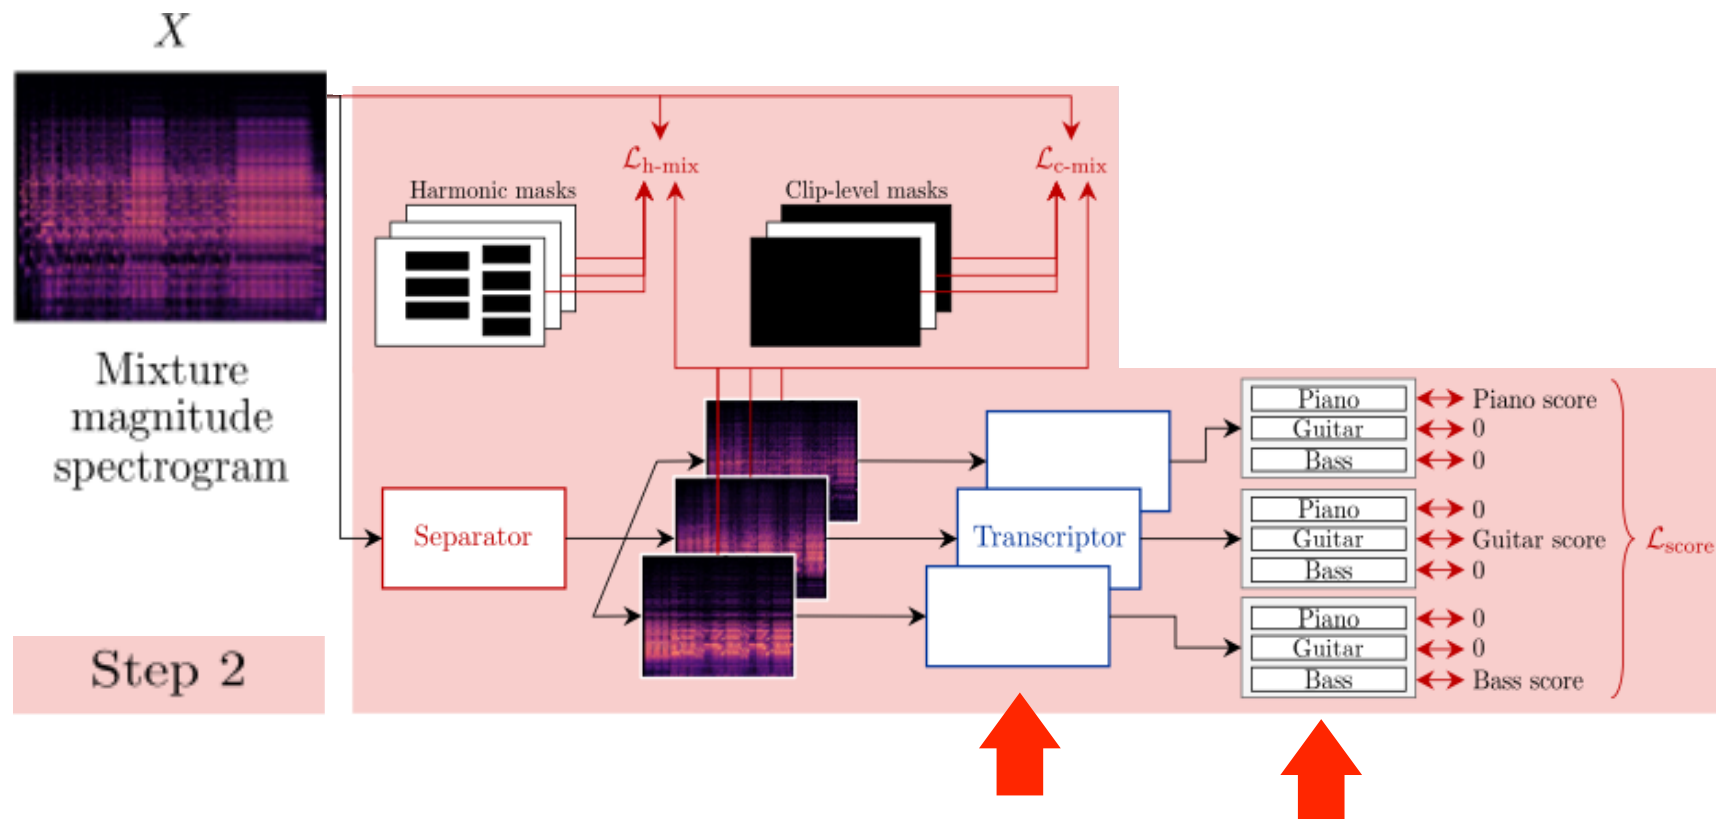 X
Mixture
magnitude
spectrogram
Step 2
ℒh-mix
ℒc-mix
Harmonic masks
Clip-level masks
Separator
Transcriptor
Piano
Guitar
Bass
Piano score
0
0
Piano
Guitar
Bass
0
Guitar score
0
Piano
Guitar
Bass
0
0
Bass score
ℒscore